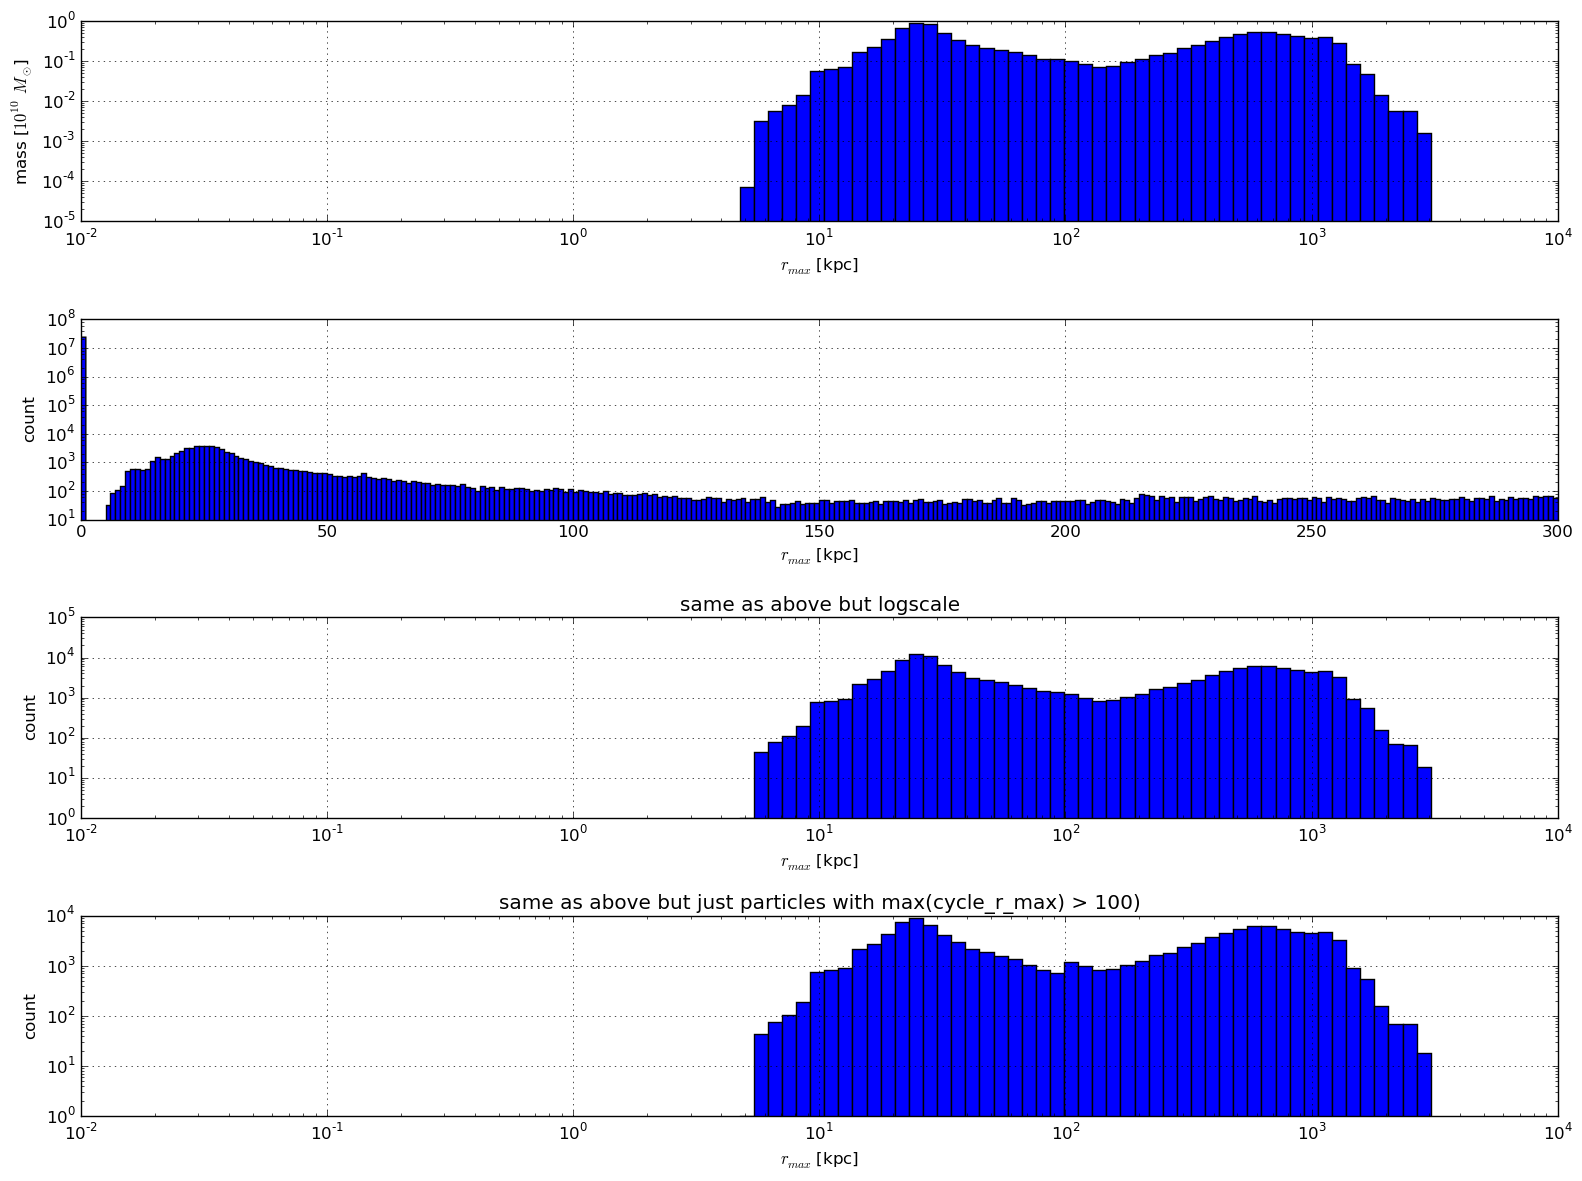 10^0
10^-1
10^-2
10^-3
10^-4
10^-5
mass [10^10 M_⊙]
10^-2 10^-1 10^0 10^1 10^2 10^3 10^4
r_max [kpc]
10^8
10^7
10^6
10^5
10^4
10^3
10^2
10^1
count
0 50 100 150 200 250 300
r_max [kpc]
same as above but logscale
10^5
10^4
10^3
10^2
10^1
10^0
count
10^-2 10^-1 10^0 10^1 10^2 10^3 10^4
r_max [kpc]
same as above but just particles with max(cycle_r_max) > 100)
10^4
10^3
10^2
10^1
10^0
count
10^-2 10^-1 10^0 10^1 10^2 10^3 10^4
r_max [kpc]